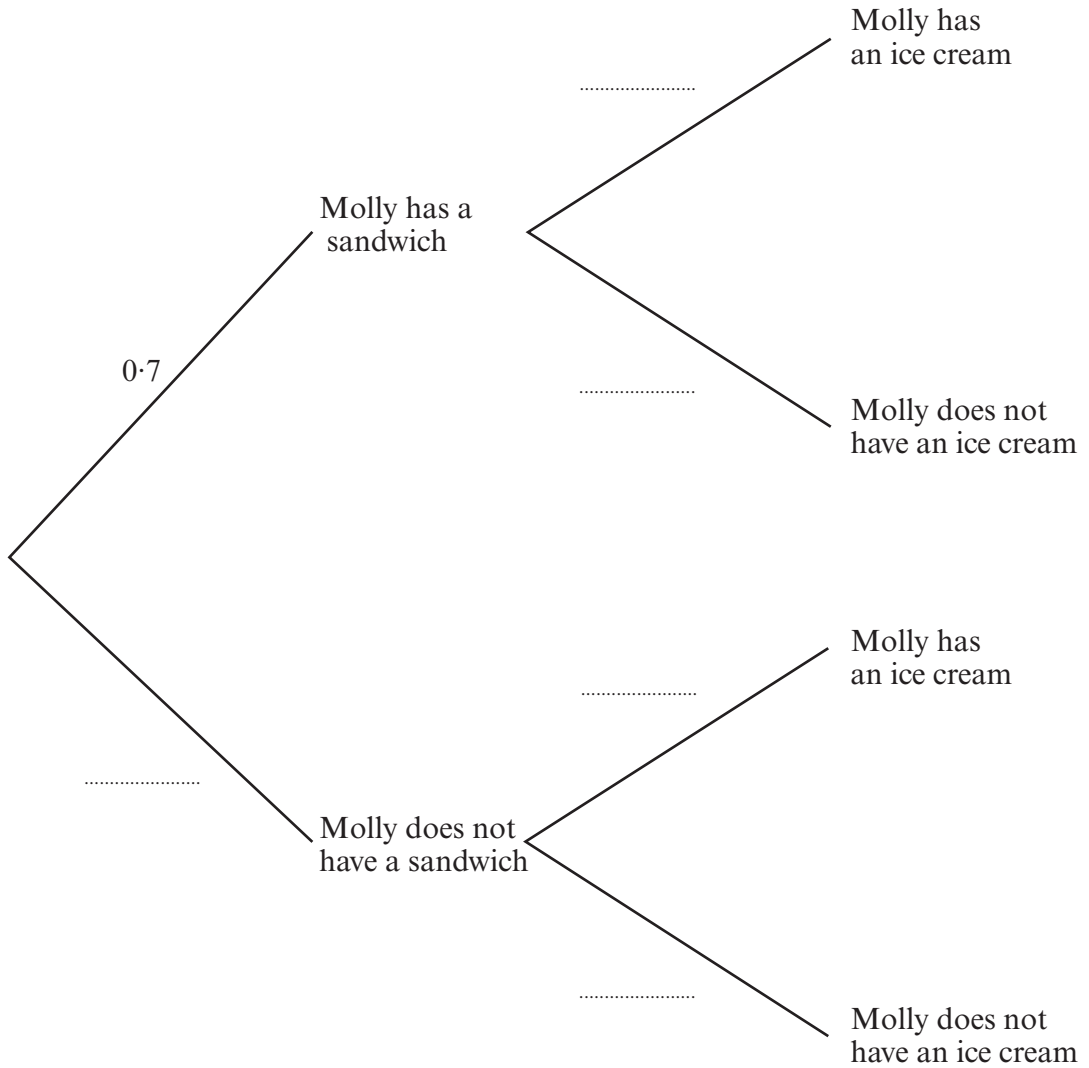 Molly has
an ice cream
Molly has a
sandwich
0·7
Molly does not
have an ice cream
Molly has
an ice cream
Molly does not
have a sandwich
Molly does not
have an ice cream